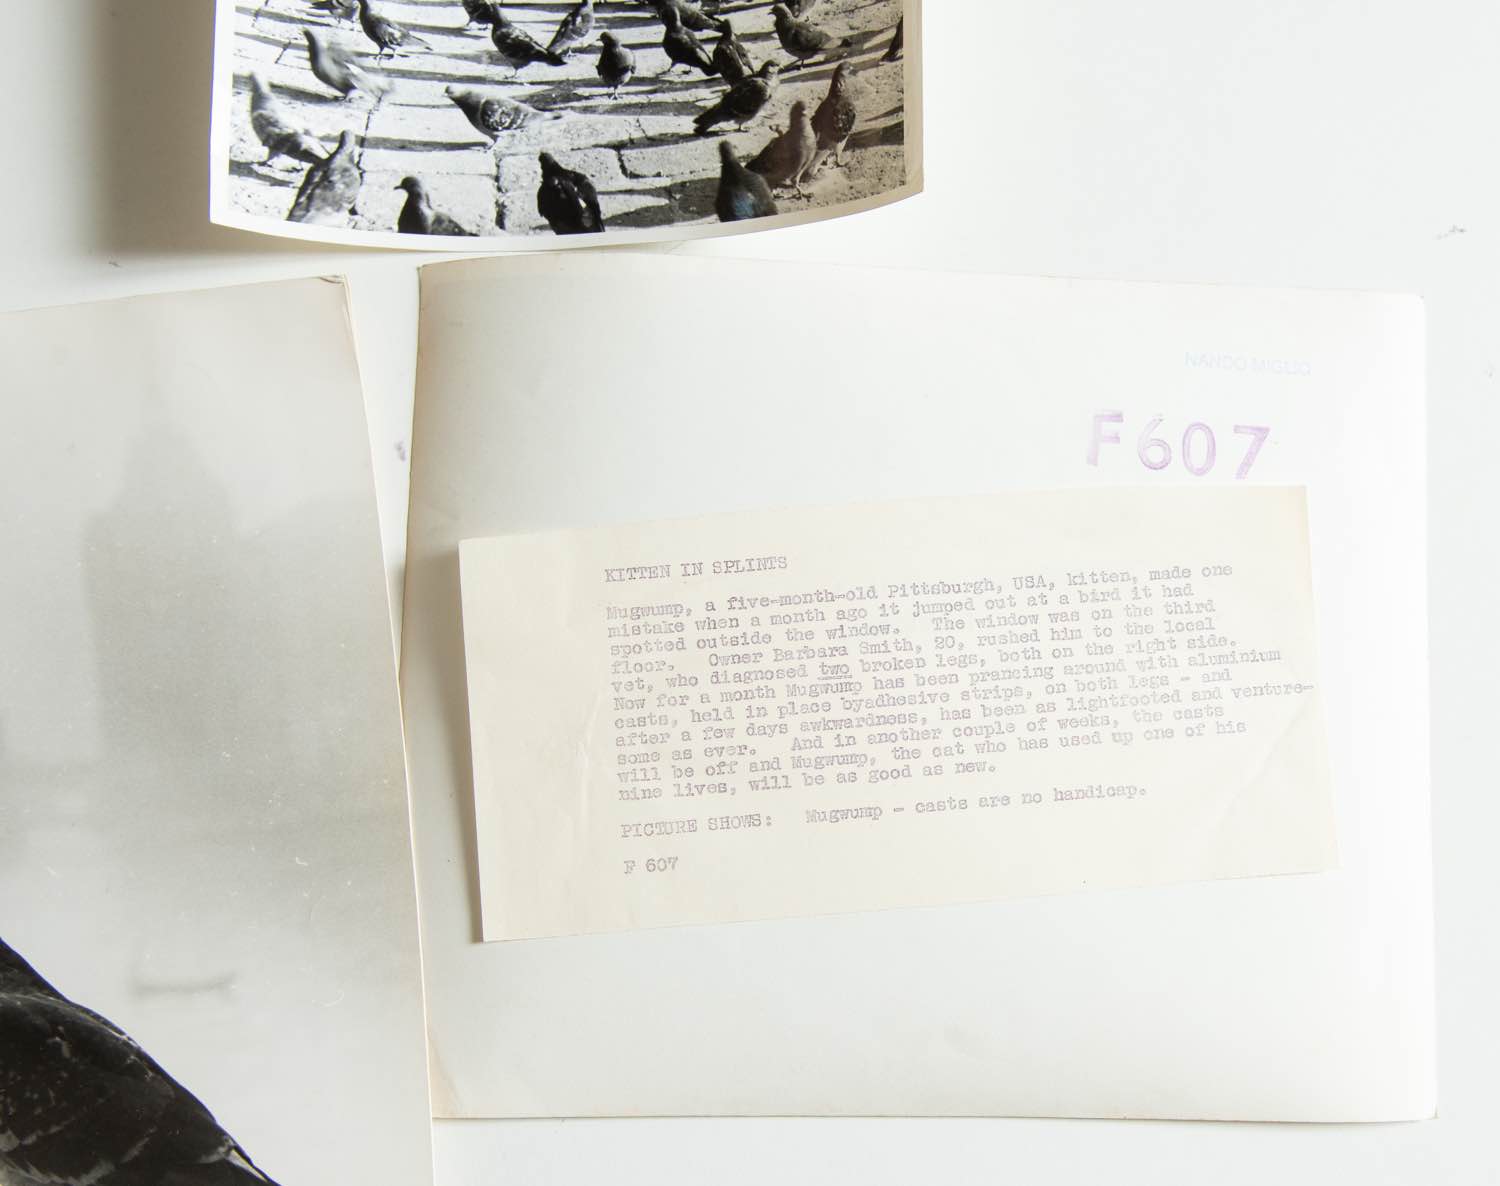 NANDO MIGLIO
F607
KITTEN IN SPLINTS
Mugwump, a five-month-old Pittsburgh, USA, kitten, made one
mistake when a month ago it jumped out at a bird it had
spotted outside the window. The window was on the third
floor. Owner Barbara Smith, 20, rushed him to the local
vet, who diagnosed two broken legs, both on the right side.
Now for a month Mugwump has been prancing around with aluminium
casts, held in place byadhesive strips, on both legs - and
after a few days awkwardness, has been as lightfooted and venture-
some as ever. And in another couple of weeks, the casts
will be off and Mugwump, the cat who has used up one of his
nine lives, will be as good as new.
PICTURE SHOWS: Mugwump - casts are no handicap.
F 607